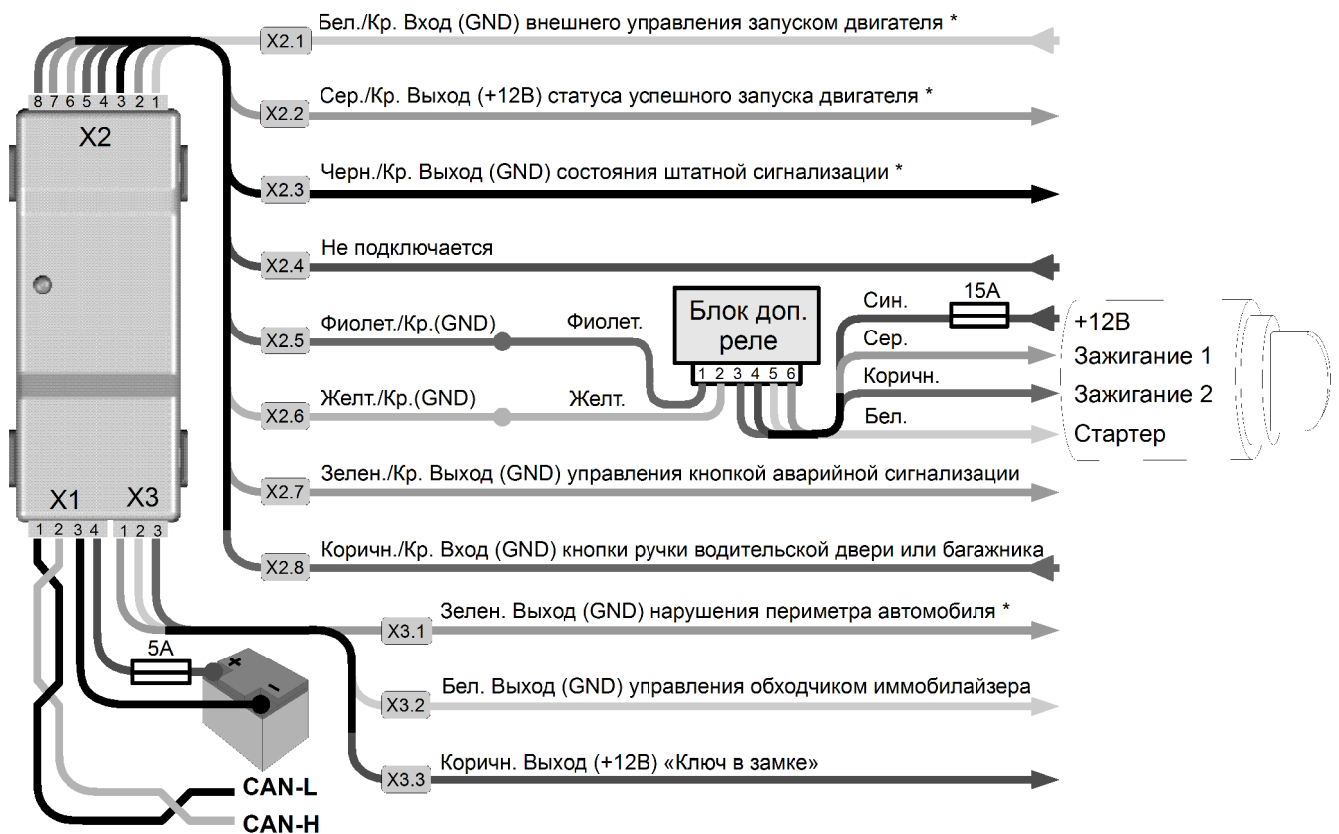 Бел./Кр. Вход (GND) внешнего управления запуском двигателя *
X2.1
8 7 6 5 4 3 2 1
X2
Сер./Кр. Выход (+12В) статуса успешного запуска двигателя *
X2.2
Черн./Кр. Выход (GND) состояния штатной сигнализации *
X2.3
Не подключается
X2.4
Фиолет./Кр.(GND)
X2.5
Фиолет.
Блок доп.
реле
1 2 3 4 5 6
Син.
15А
+12В
Сер.
Зажигание 1
Коричн.
Зажигание 2
Бел.
Стартер
Желт./Кр.(GND)
X2.6
Желт.
Зелен./Кр. Выход (GND) управления кнопкой аварийной сигнализации
X2.7
X1
X3
1 2 3 4
1 2 3
Коричн./Кр. Вход (GND) кнопки ручки водительской двери или багажника
X2.8
Зелен. Выход (GND) нарушения периметра автомобиля *
X3.1
5А
+
–
Бел. Выход (GND) управления обходчиком иммобилайзера
X3.2
Коричн. Выход (+12В) «Ключ в замке»
X3.3
CAN-L
CAN-H